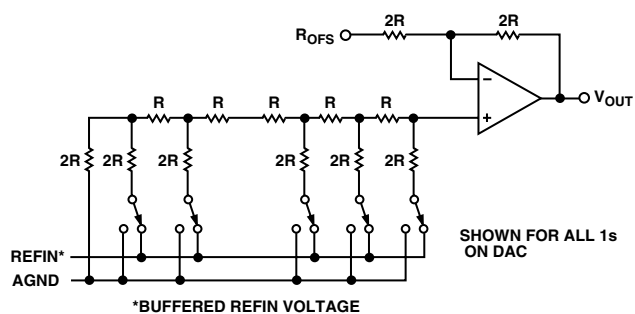 2R 2R
ROFS
VOUT
R R R R R
2R 2R 2R 2R 2R 2R
REFIN*
AGND
SHOWN FOR ALL 1s
ON DAC
*BUFFERED REFIN VOLTAGE